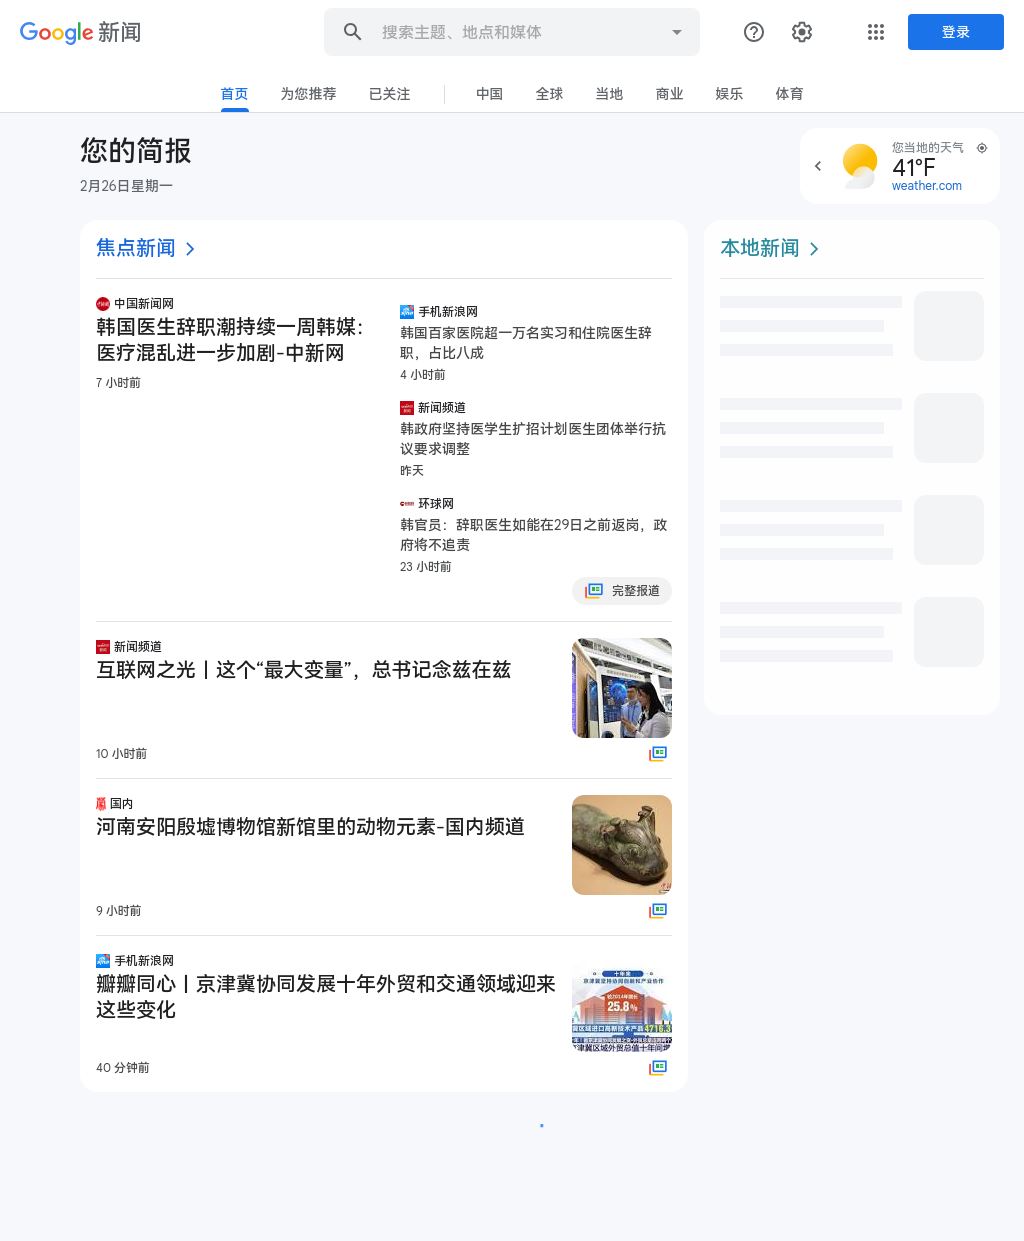 Google 新闻
搜索主题、地点和媒体
登录
首页
为您推荐
已关注
中国
全球
当地
商业
娱乐
体育
您的简报
2月26日星期一
您当地的天气
41°F
weather.com
焦点新闻
中国新闻网
韩国医生辞职潮持续一周韩媒：
医疗混乱进一步加剧-中新网
7 小时前
手机新浪网
韩国百家医院超一万名实习和住院医生辞
职，占比八成
4 小时前
新闻频道
韩政府坚持医学生扩招计划医生团体举行抗
议要求调整
昨天
环球网
韩官员：辞职医生如能在29日之前返岗，政
府将不追责
23 小时前
完整报道
新闻频道
互联网之光丨这个“最大变量”，总书记念兹在兹
10 小时前
国内
河南安阳殷墟博物馆新馆里的动物元素-国内频道
9 小时前
手机新浪网
瓣瓣同心丨京津冀协同发展十年外贸和交通领域迎来
这些变化
十年来
京津冀坚持协同创新和产业协作
较2014年增长
25.8%
冀区域进口高新技术产品 4716.3
津冀区域外贸总值十年间增
40 分钟前
本地新闻